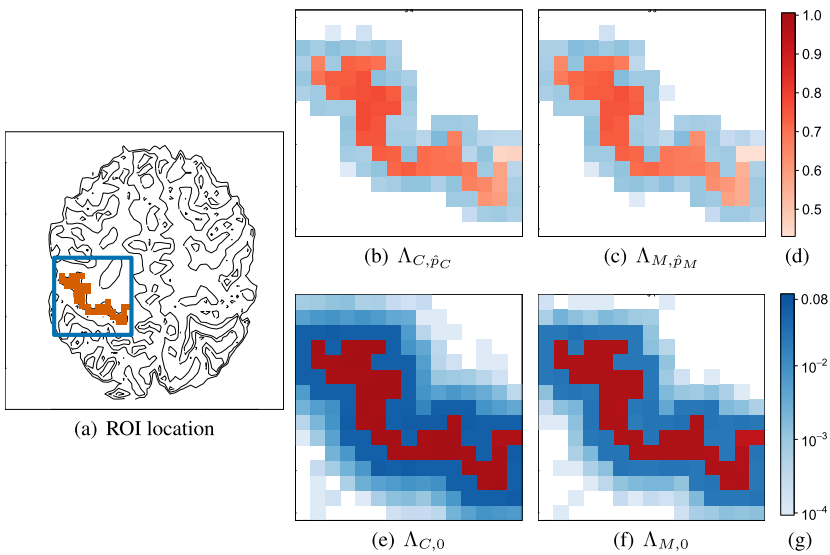 1.0
0.9
0.8
0.7
0.6
0.5
(b) Λ_{C,p̂_C}
(c) Λ_{M,p̂_M}
(d)
(a) ROI location
0.08
10⁻²
10⁻³
10⁻⁴
(e) Λ_{C,0}
(f) Λ_{M,0}
(g)